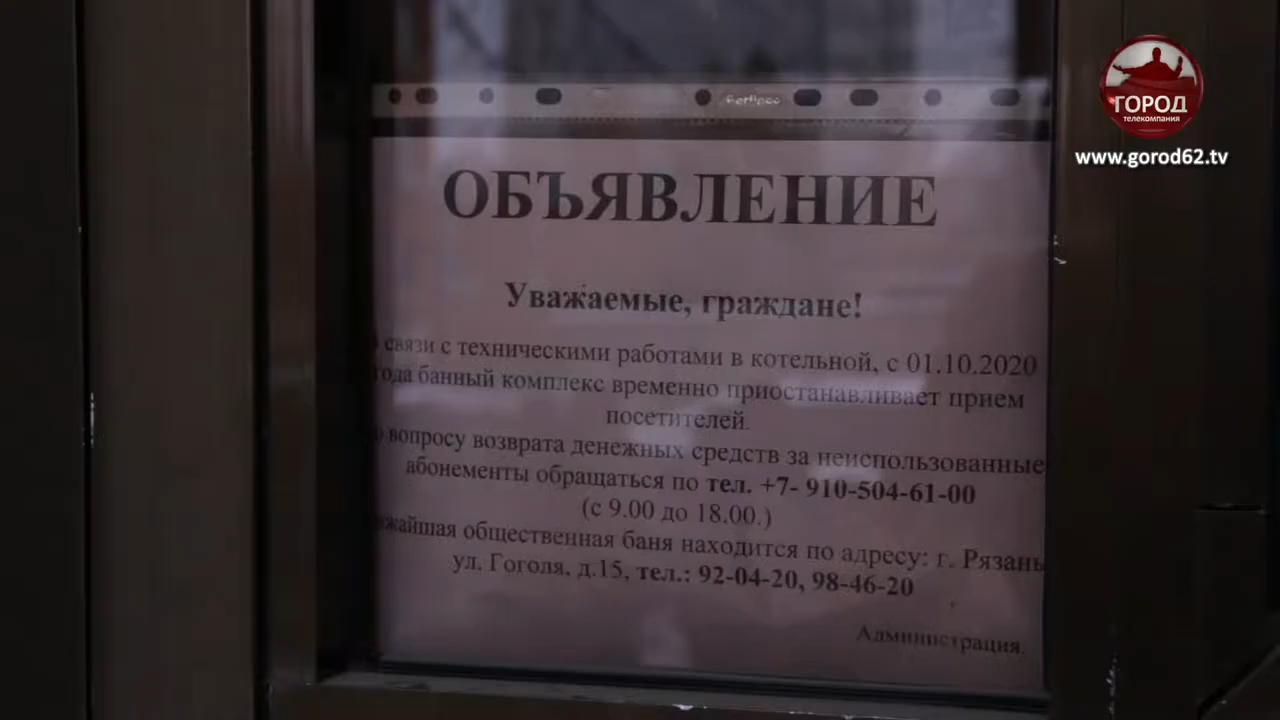 ГОРОД
телекомпания
www.gorod62.tv
ОБЪЯВЛЕНИЕ
Уважаемые, граждане!
связи с техническими работами в котельной, с 01.10.2020
года банный комплекс временно приостанавливает прием
посетителей.
вопросу возврата денежных средств за неиспользованные
абонементы обращаться по тел. +7- 910-504-61-00
(с 9.00 до 18.00.)
жайшая общественная баня находится по адресу: г. Рязань
ул. Гоголя, д.15, тел.: 92-04-20, 98-46-20
Администрация.